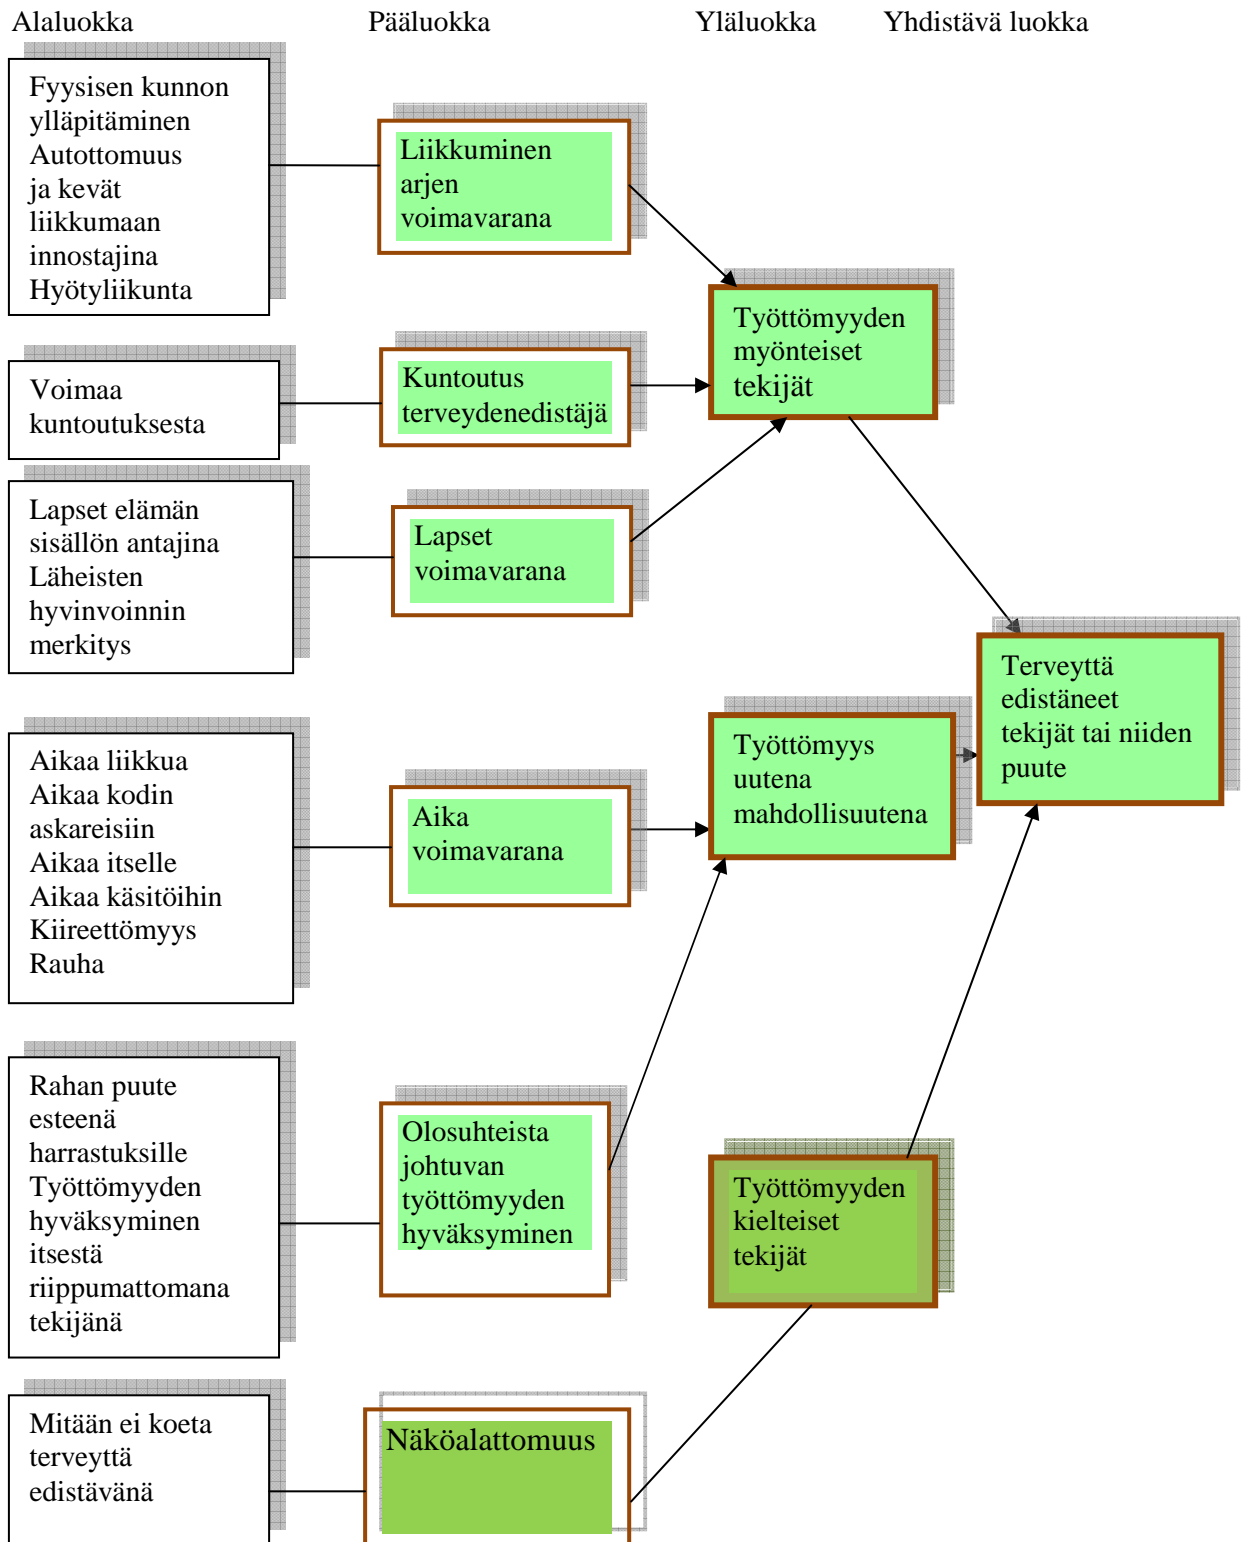 Alaluokka
Pääluokka
Yläluokka
Yhdistävä luokka
Fyysisen kunnon
ylläpitäminen
Autottomuus
ja kevät
liikkumaan
innostajina
Hyötyliikunta
Liikkuminen
arjen
voimavarana
Työttömyyden
myönteiset
tekijät
Voimaa
kuntoutuksesta
Kuntoutus
terveydenedistäjä
Lapset elämän
sisällön antajina
Läheisten
hyvinvoinnin
merkitys
Lapset
voimavarana
Terveyttä
edistäneet
tekijät tai niiden
puute
Aikaa liikkua
Aikaa kodin
askareisiin
Aikaa itselle
Aikaa käsitöihin
Kiireettömyys
Rauha
Aika
voimavarana
Työttömyys
uutena
mahdollisuutena
Rahan puute
esteenä
harrastuksille
Työttömyyden
hyväksyminen
itsestä
riippumattomana
tekijänä
Olosuhteista
johtuvan
työttömyyden
hyväksyminen
Työttömyyden
kielteiset
tekijät
Mitään ei koeta
terveyttä
edistävänä
Näköalattomuus